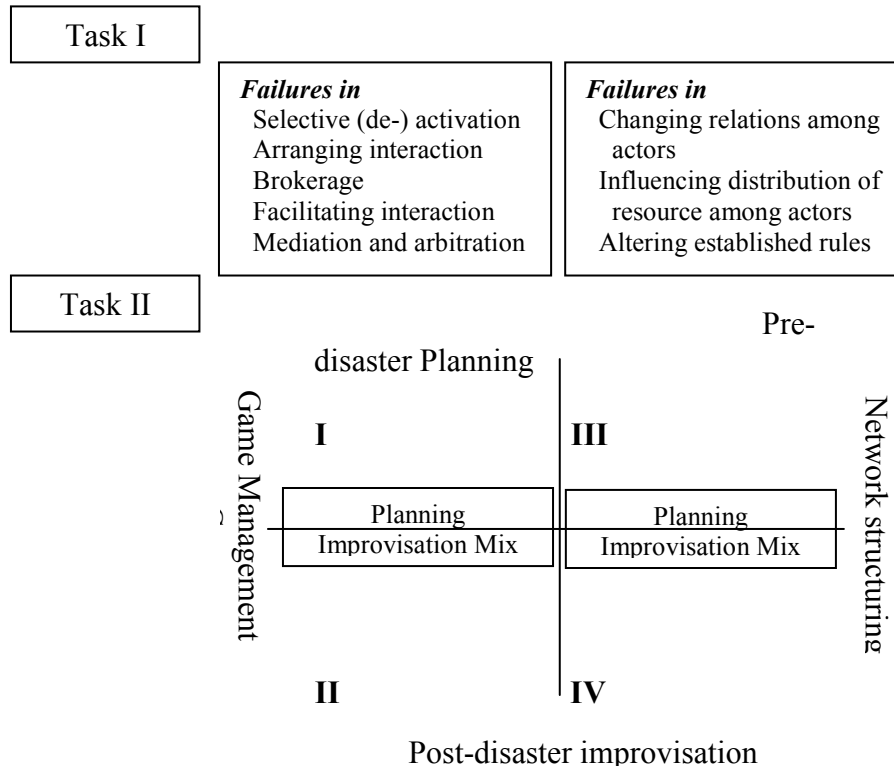 Task I
Failures in
Selective (de-) activation
Arranging interaction
Brokerage
Facilitating interaction
Mediation and arbitration
Failures in
Changing relations among
actors
Influencing distribution of
resource among actors
Altering established rules
Task II
Pre-
disaster Planning
Game Management
I
III
Network structuring
Planning
Improvisation Mix
Planning
Improvisation Mix
~
II
IV
Post-disaster improvisation